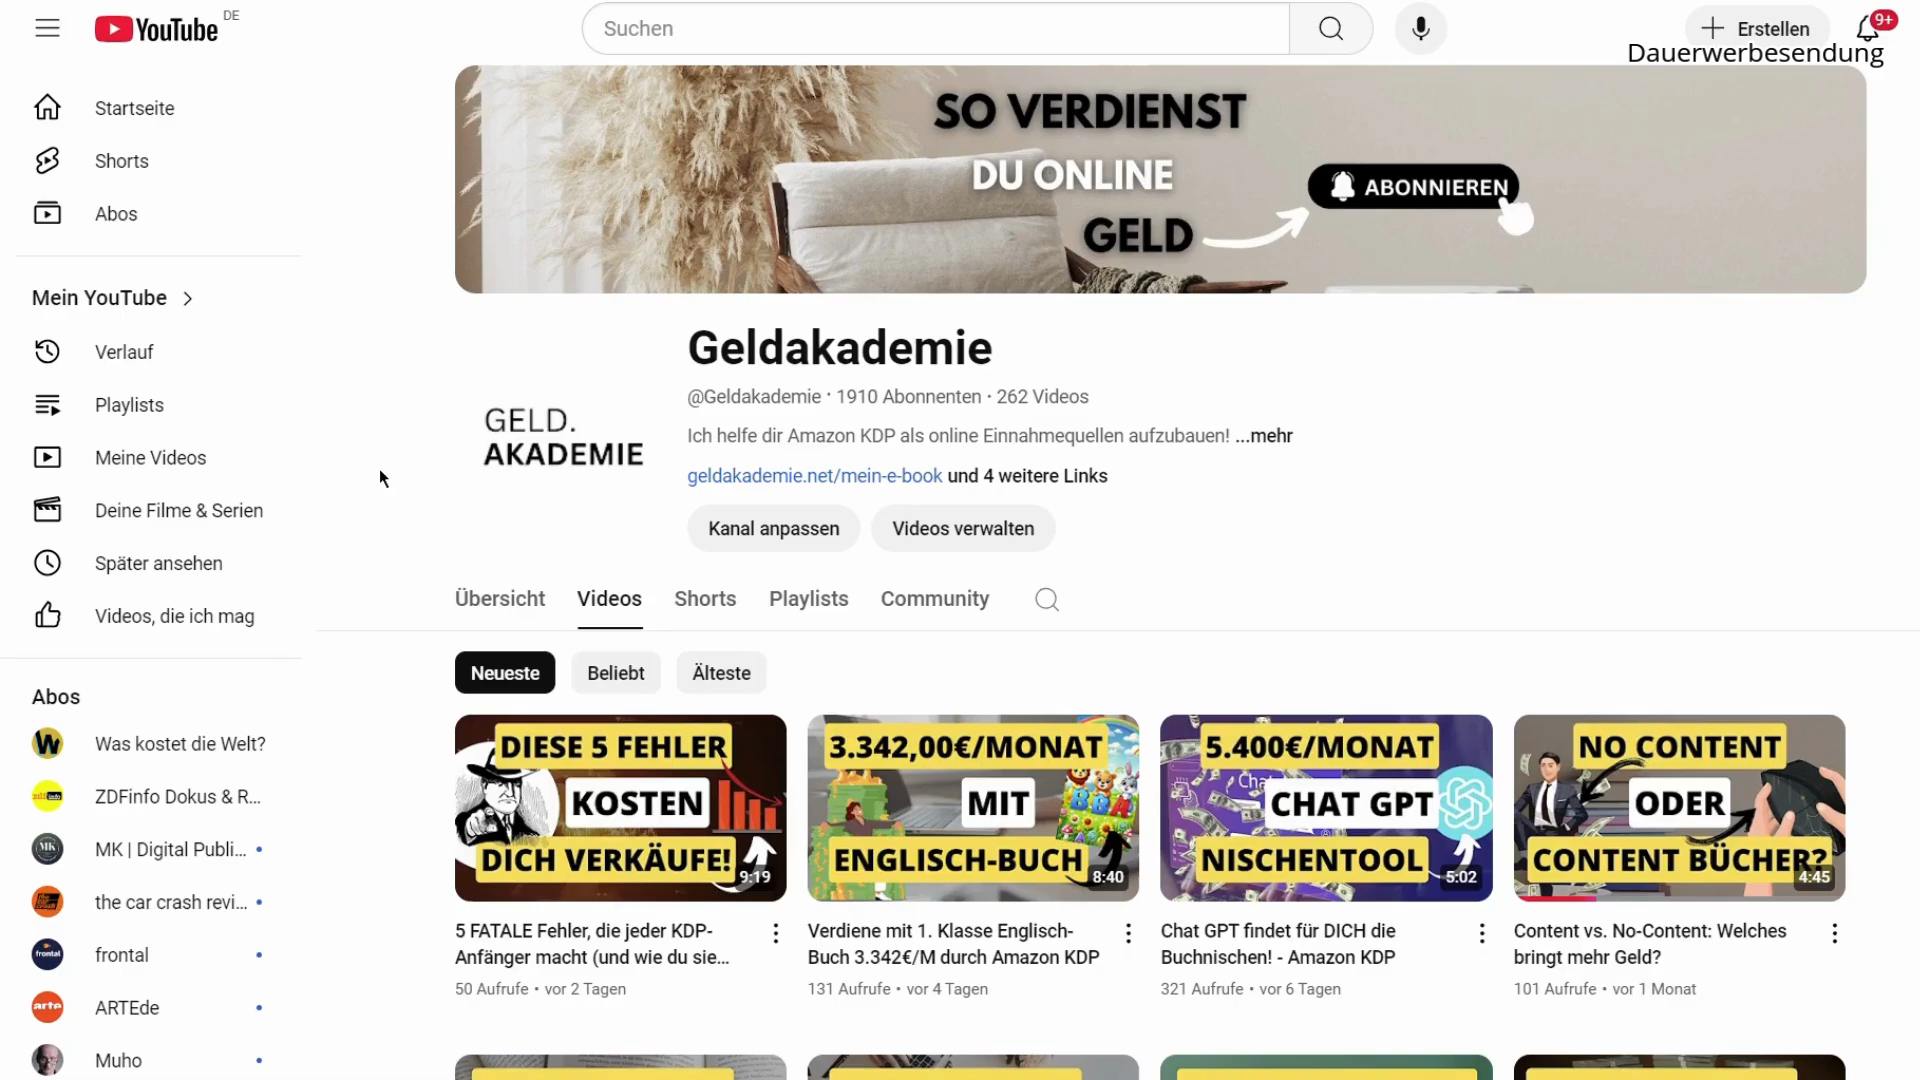 YouTube DE
Suchen
Erstellen
9+
Dauerwerbesendung
Startseite
Shorts
Abos
Mein YouTube
Verlauf
Playlists
Meine Videos
Deine Filme & Serien
Später ansehen
Videos, die ich mag
Abos
Was kostet die Welt?
ZDFinfo Dokus & R...
MK | Digital Publi...
the car crash revi...
frontal
ARTEde
Muho
SO VERDIENST
DU ONLINE
GELD
ABONNIEREN
GELD.
AKADEMIE
Geldakademie
@Geldakademie • 1910 Abonnenten • 262 Videos
Ich helfe dir Amazon KDP als online Einnahmequellen aufzubauen! ...mehr
geldakademie.net/mein-e-book und 4 weitere Links
Kanal anpassen
Videos verwalten
Übersicht
Videos
Shorts
Playlists
Community
Neueste
Beliebt
Älteste
DIESE 5 FEHLER
KOSTEN
DICH VERKÄUFE!
9:19
5 FATALE Fehler, die jeder KDP-
Anfänger macht (und wie du sie...
50 Aufrufe • vor 2 Tagen
3.342,00€/MONAT
MIT
ENGLISCH-BUCH
8:40
Verdiene mit 1. Klasse Englisch-
Buch 3.342€/M durch Amazon KDP
131 Aufrufe • vor 4 Tagen
5.400€/MONAT
CHAT GPT
NISCHENTOOL
5:02
Chat GPT findet für DICH die
Buchnischen! - Amazon KDP
321 Aufrufe • vor 6 Tagen
NO CONTENT
ODER
CONTENT BÜCHER?
4:45
Content vs. No-Content: Welches
bringt mehr Geld?
101 Aufrufe • vor 1 Monat